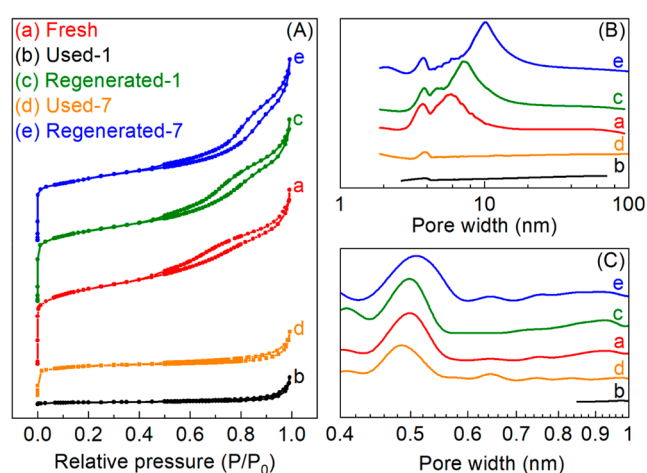 (a) Fresh
(b) Used-1
(c) Regenerated-1
(d) Used-7
(e) Regenerated-7
(A)
e
c
a
d
b
0.0 0.2 0.4 0.6 0.8 1.0
Relative pressure (P/P0)
(B)
e
c
a
d
b
1 10 100
Pore width (nm)
(C)
e
c
a
d
b
0.4 0.5 0.6 0.7 0.8 0.9 1
Pore width (nm)